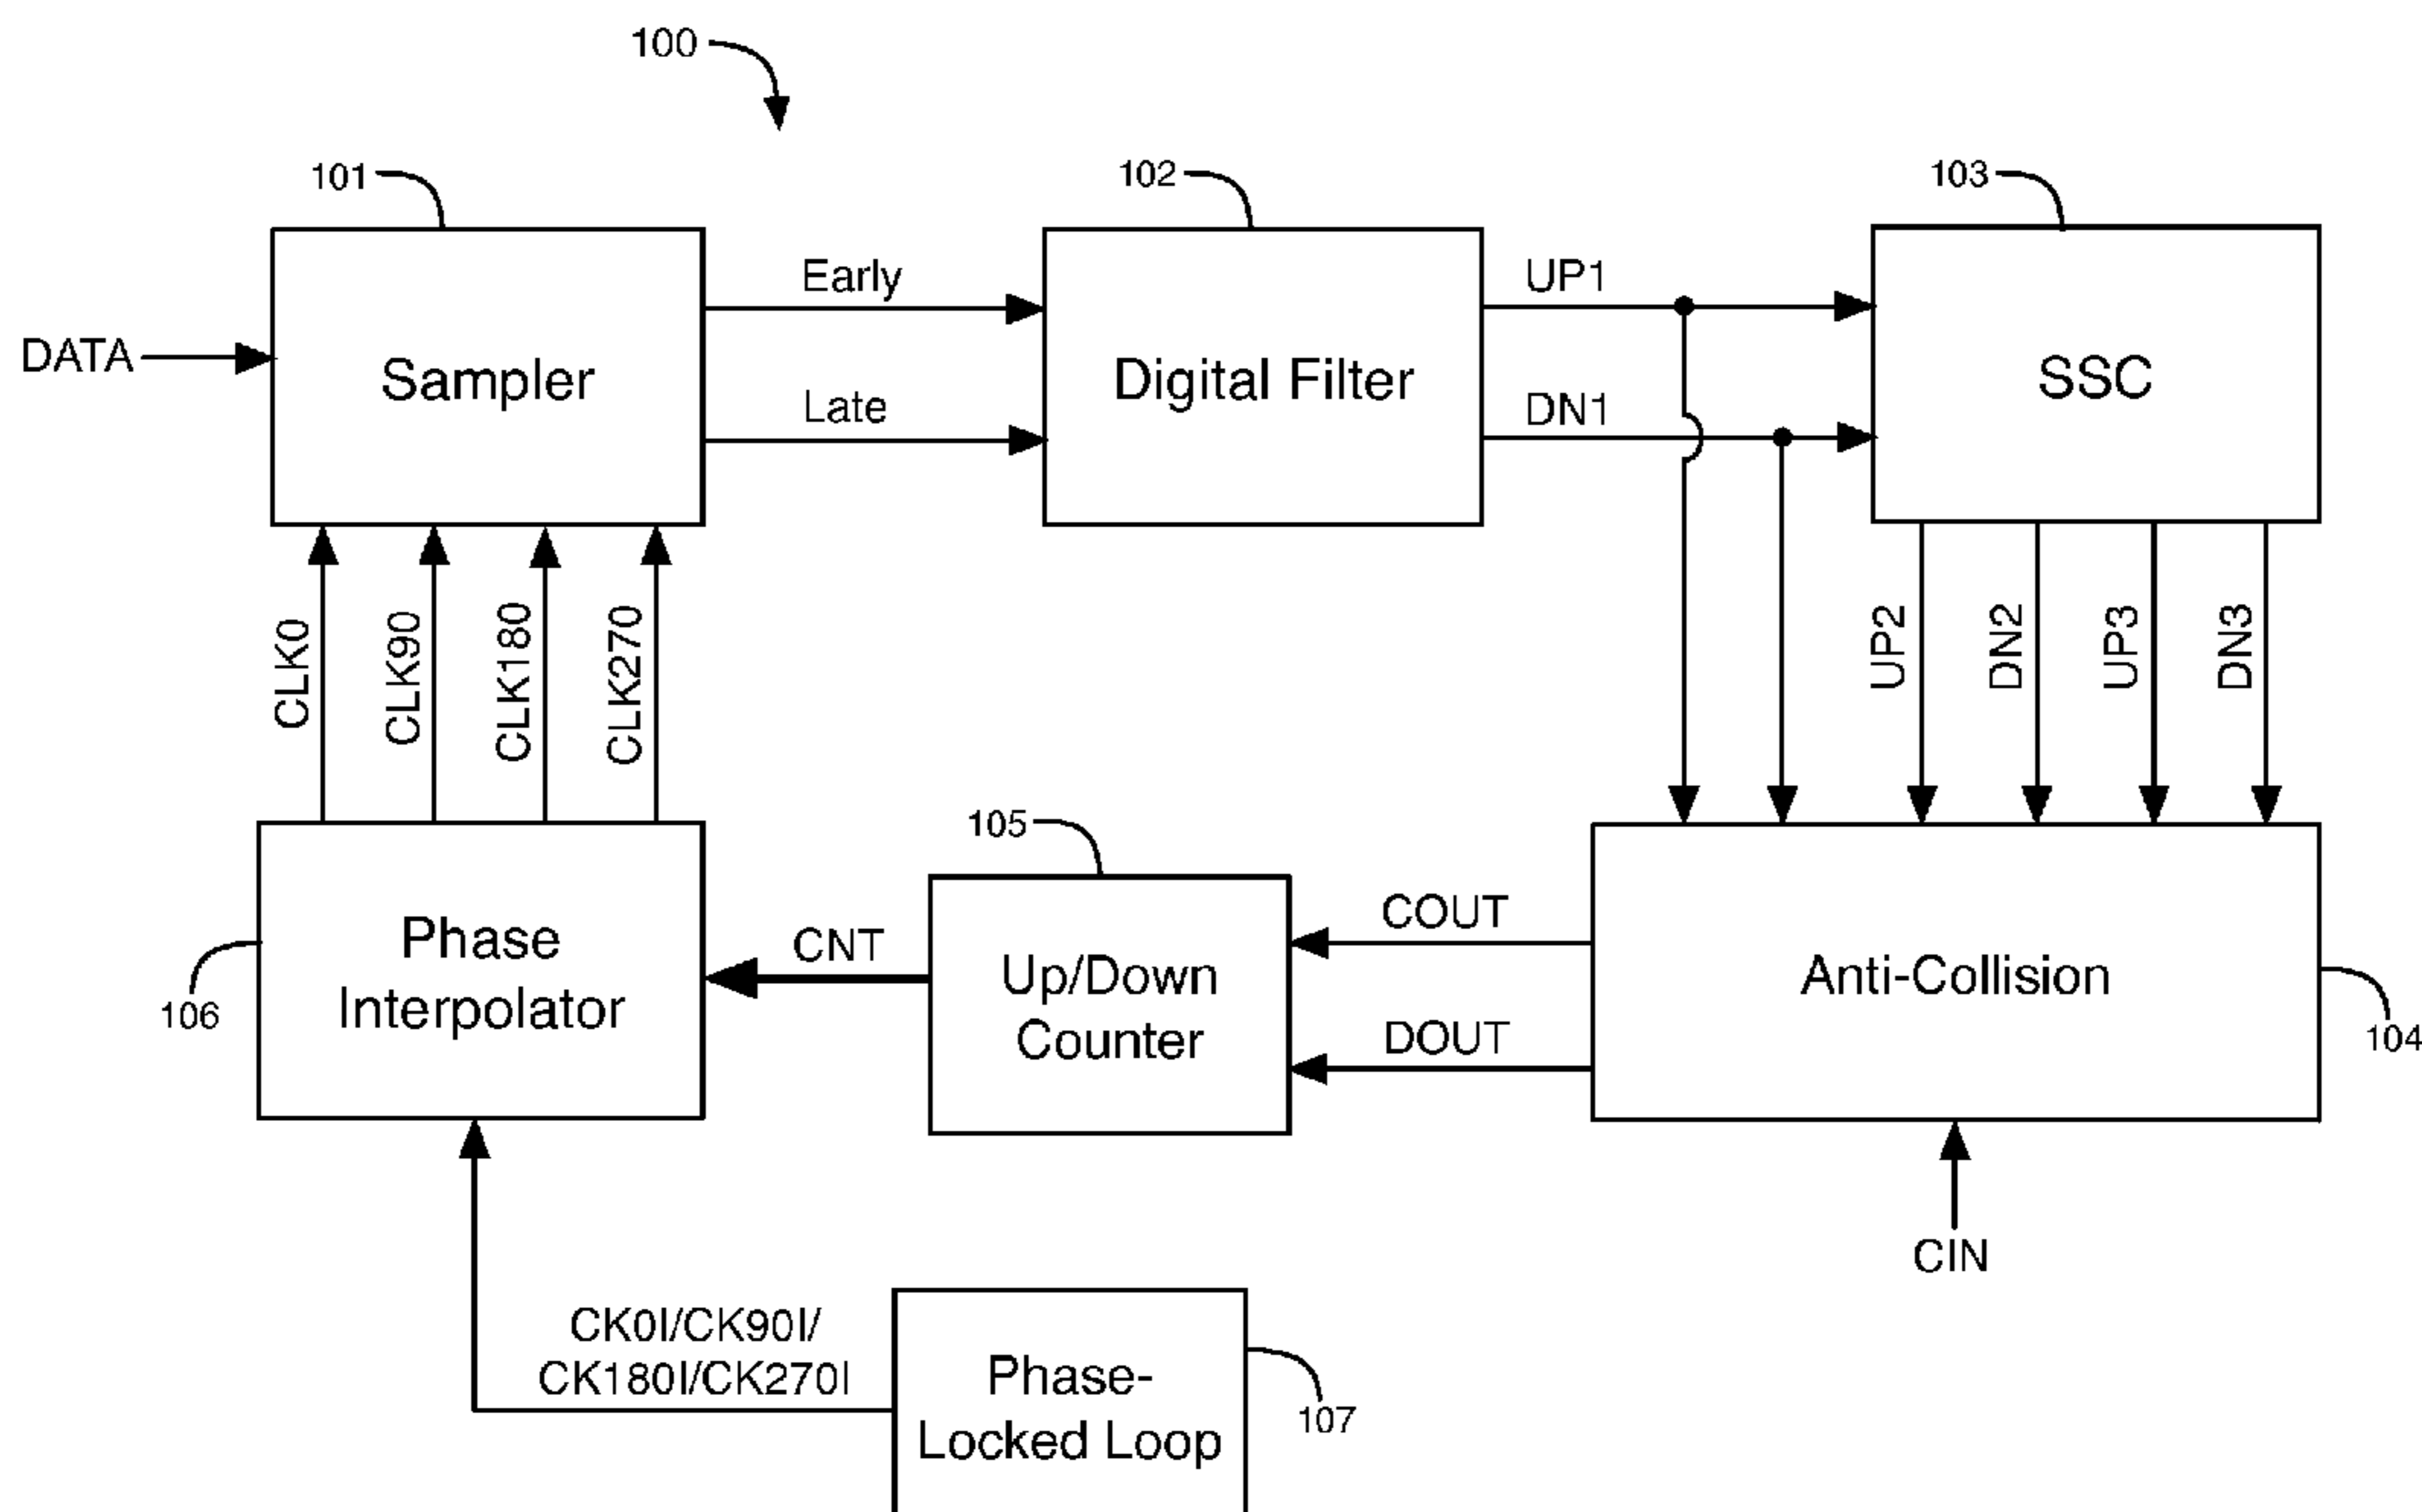 100
101
102
103
Early
UP1
DATA
Sampler
Digital Filter
SSC
Late
DN1
CLK0
CLK90
CLK180
CLK270
UP2
DN2
UP3
DN3
105
Phase
Interpolator
106
CNT
Up/Down
Counter
COUT
DOUT
Anti-Collision
104
CIN
CK0I/CK90I/
CK180I/CK270I
Phase-
Locked Loop
107